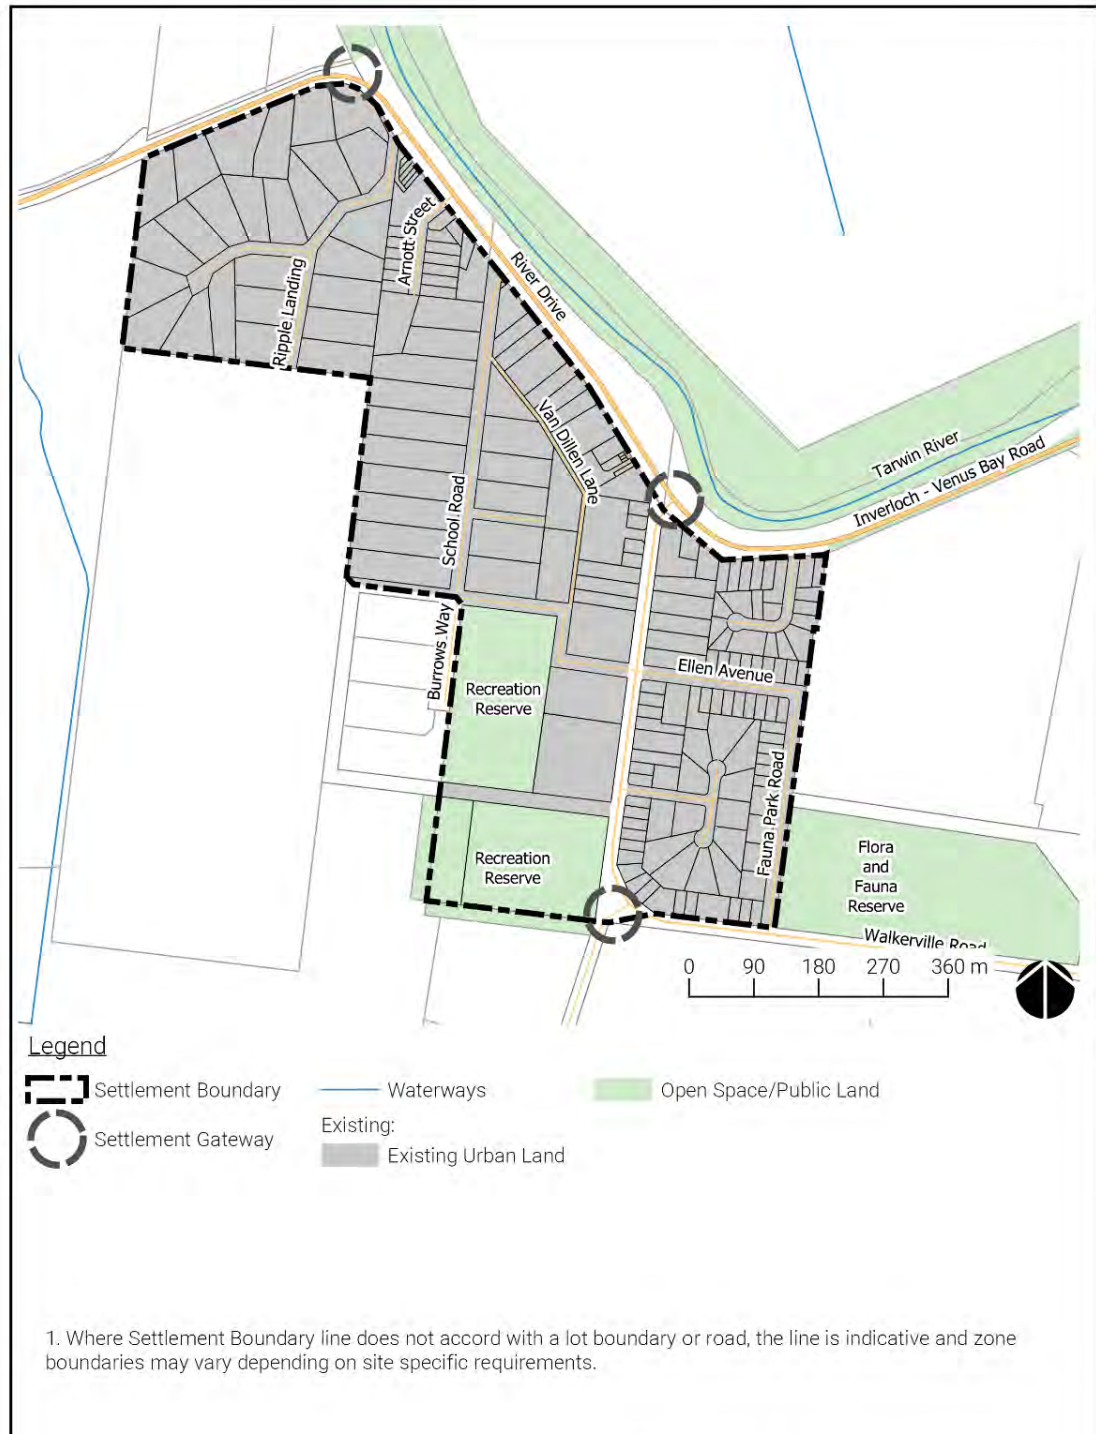 Arnott Street
River Drive
Ripple Landing
Van Dillen Lane
Tarwin River
Inverloch - Venus Bay Road
School Road
Burrows Way
Ellen Avenue
Recreation
Reserve
Fauna Park Road
Recreation
Reserve
Flora
and
Fauna
Reserve
Walkerville Road
0 90 180 270 360 m
Legend
Settlement Boundary
Waterways
Open Space/Public Land
Settlement Gateway
Existing:
Existing Urban Land
1. Where Settlement Boundary line does not accord with a lot boundary or road, the line is indicative and zone
boundaries may vary depending on site specific requirements.